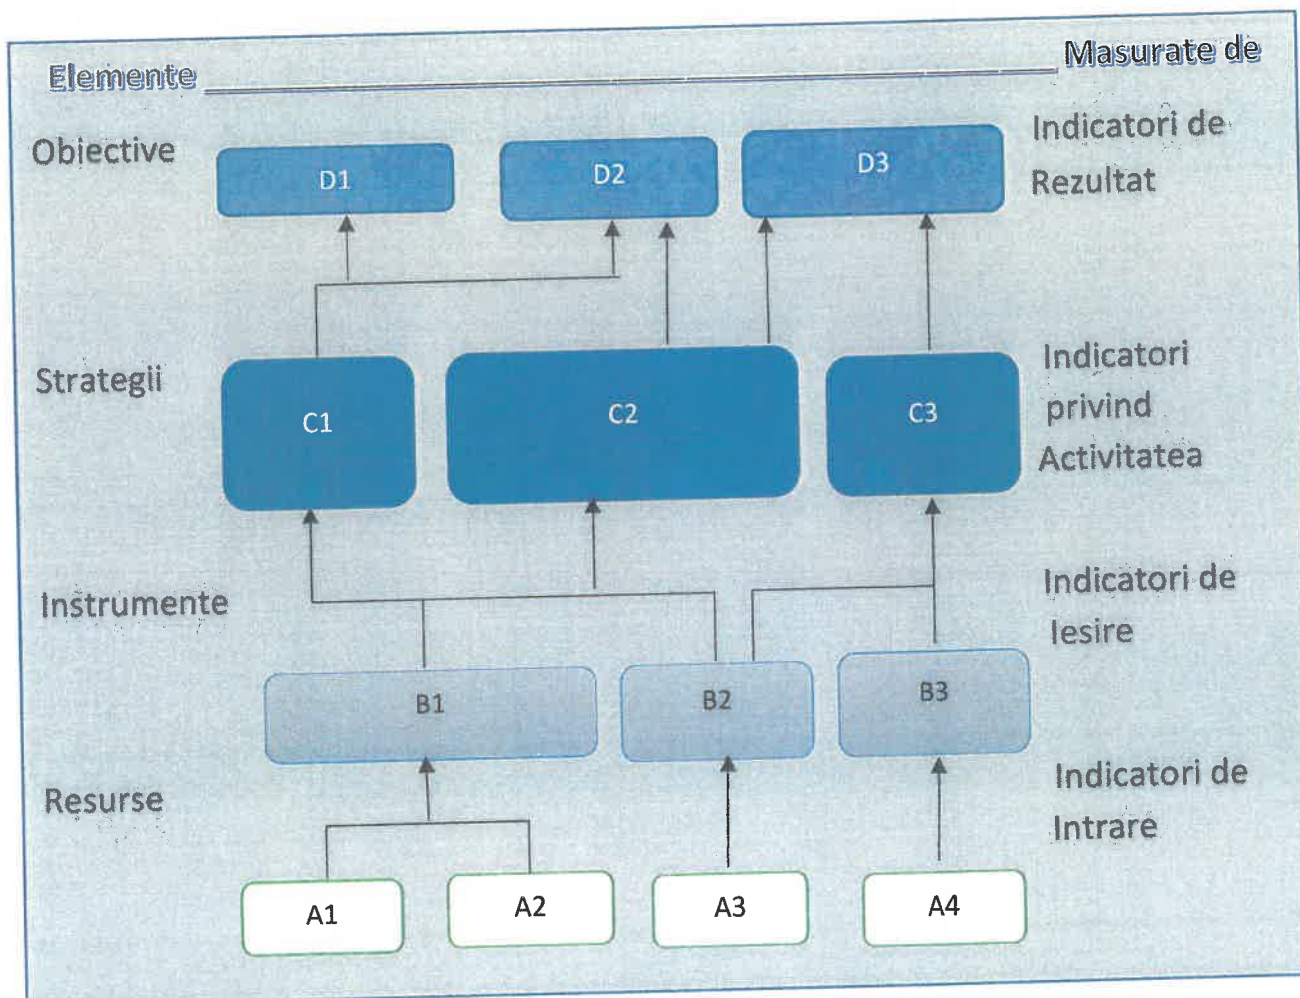 Elemente
Masurate de
Obiective
D1
D2
D3
Indicatori de
Rezultat
Strategii
C1
C2
C3
Indicatori
privind
Activitatea
Instrumente
Indicatori de
Iesire
B1
B2
B3
Resurse
Indicatori de
Intrare
A1
A2
A3
A4